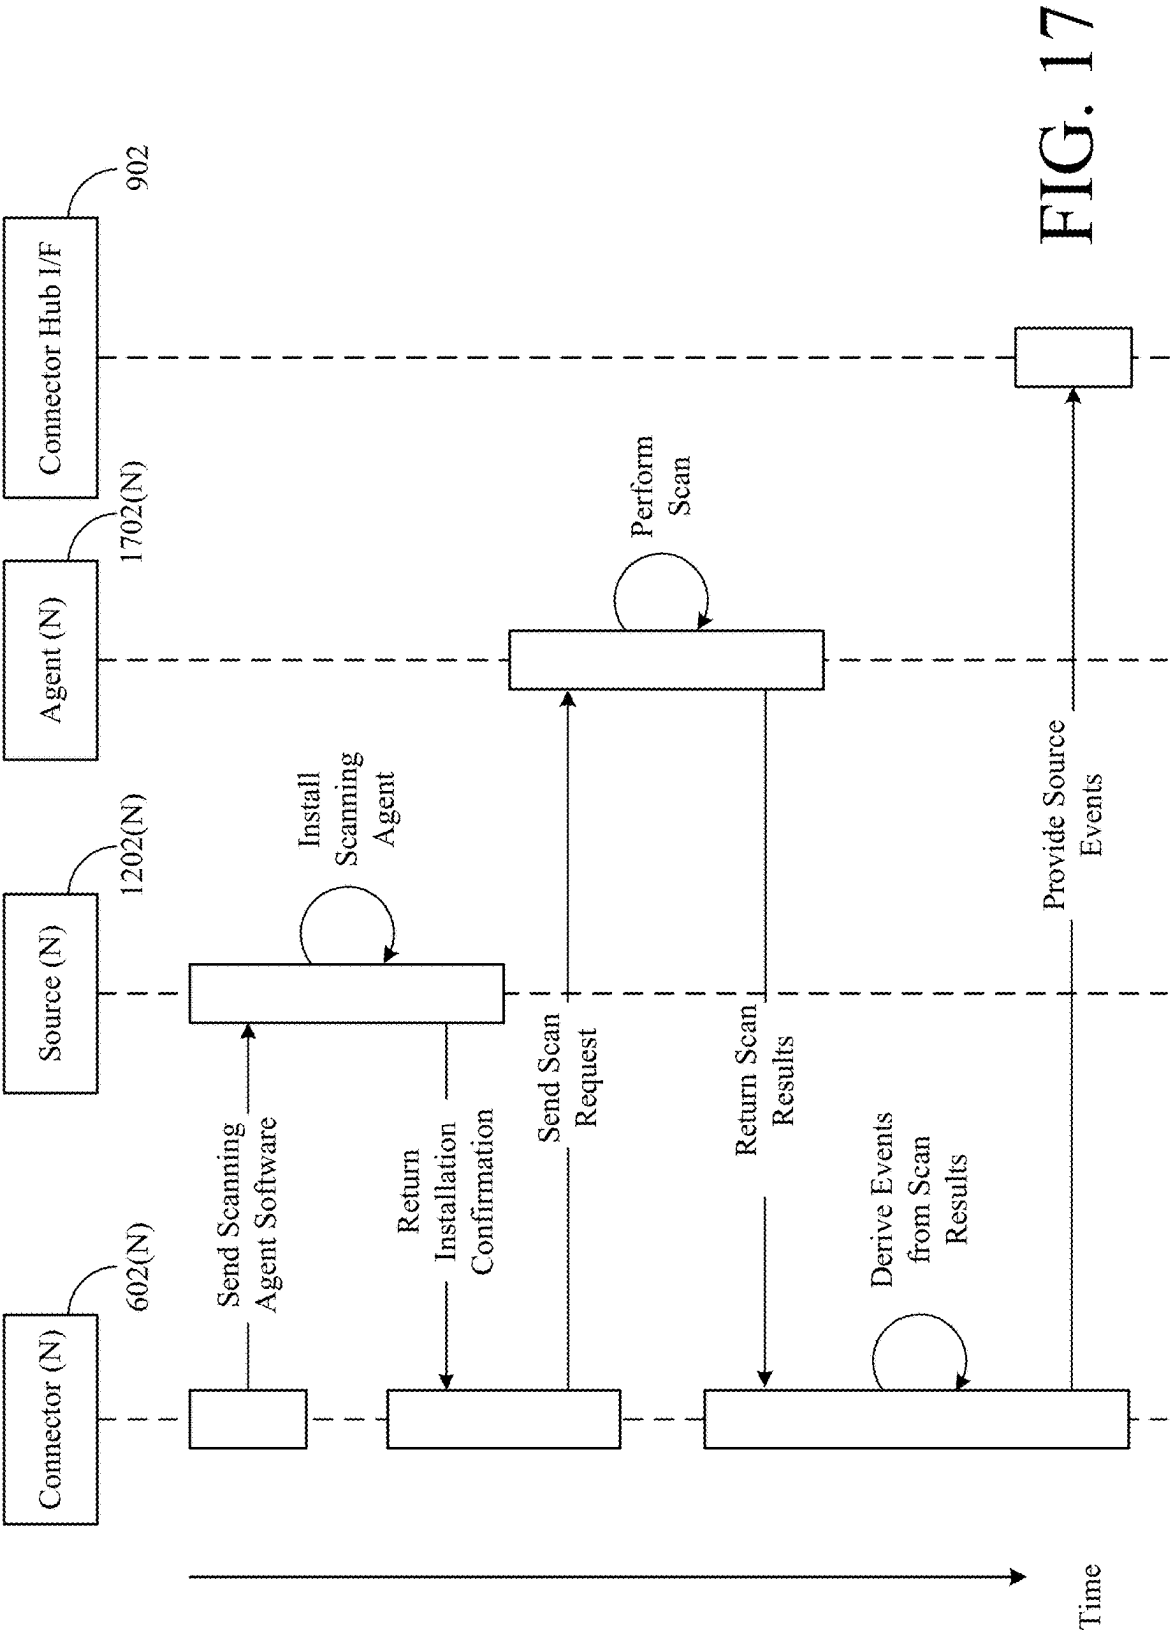 Connector (N)
602(N)
Source (N)
1202(N)
Agent (N)
1702(N)
Connector Hub I/F
902
Send Scanning
Agent Software
Install
Scanning
Agent
Return
Installation
Confirmation
Send Scan
Request
Perform
Scan
Return Scan
Results
Derive Events
from Scan
Results
Provide Source
Events
Time
FIG. 17